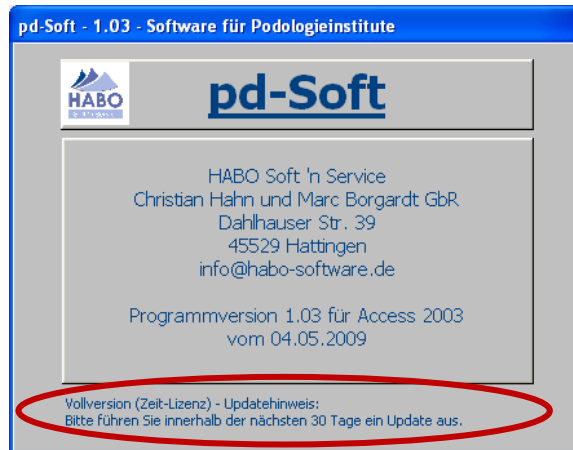 pd-Soft - 1.03 - Software für Podologieinstitute
HABO
pd-Soft
HABO Soft 'n Service
Christian Hahn und Marc Borgardt GbR
Dahlhauser Str. 39
45529 Hattingen
info@habo-software.de
Programmversion 1.03 für Access 2003
vom 04.05.2009
Vollversion (Zeit-Lizenz) - Updatehinweis:
Bitte führen Sie innerhalb der nächsten 30 Tage ein Update aus.